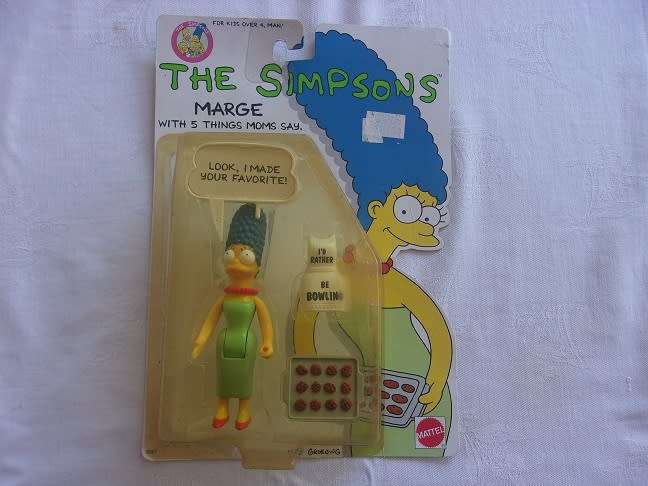 FOR KIDS OVER 4, MAN!
THE SIMPSONS
MARGE
WITH 5 THINGS MOMS SAY.
LOOK, I MADE
YOUR FAVORITE!
I'D
RATHER
BE
BOWLING
MATTEL
GROENING